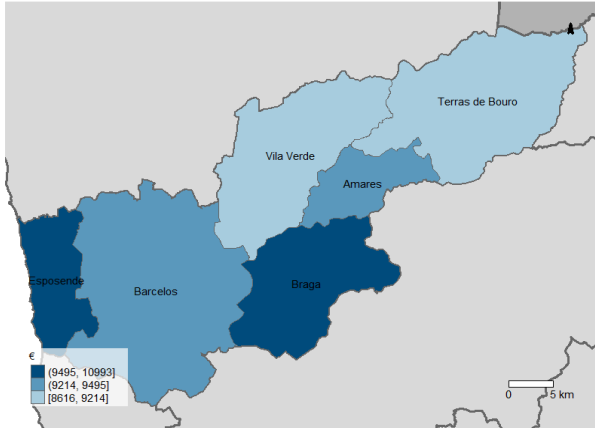 Terras de Bouro
Vila Verde
Amares
Esposende
Barcelos
Braga
€
(9495, 10993]
(9214, 9495]
[8616, 9214]
0 5 km